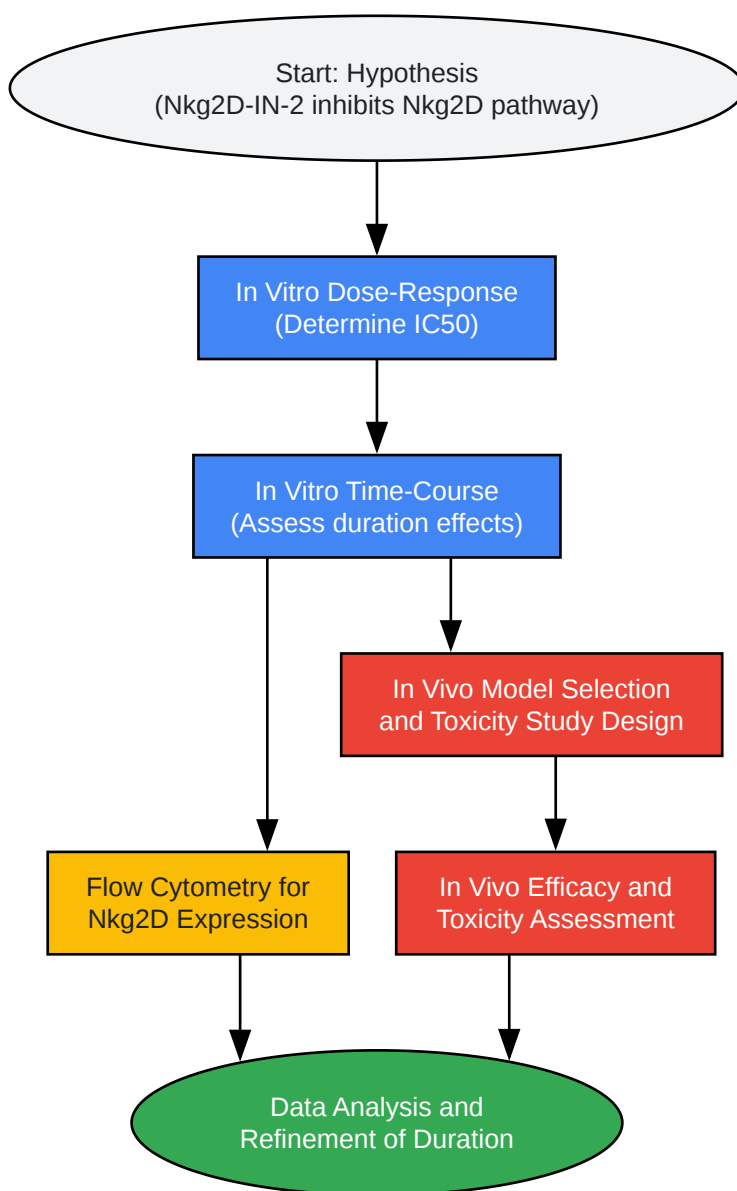 Start: Hypothesis
(Nkg2D-IN-2 inhibits Nkg2D pathway)
In Vitro Dose-Response
(Determine IC50)
In Vitro Time-Course
(Assess duration effects)
In Vivo Model Selection
and Toxicity Study Design
Flow Cytometry for
Nkg2D Expression
In Vivo Efficacy and
Toxicity Assessment
Data Analysis and
Refinement of Duration